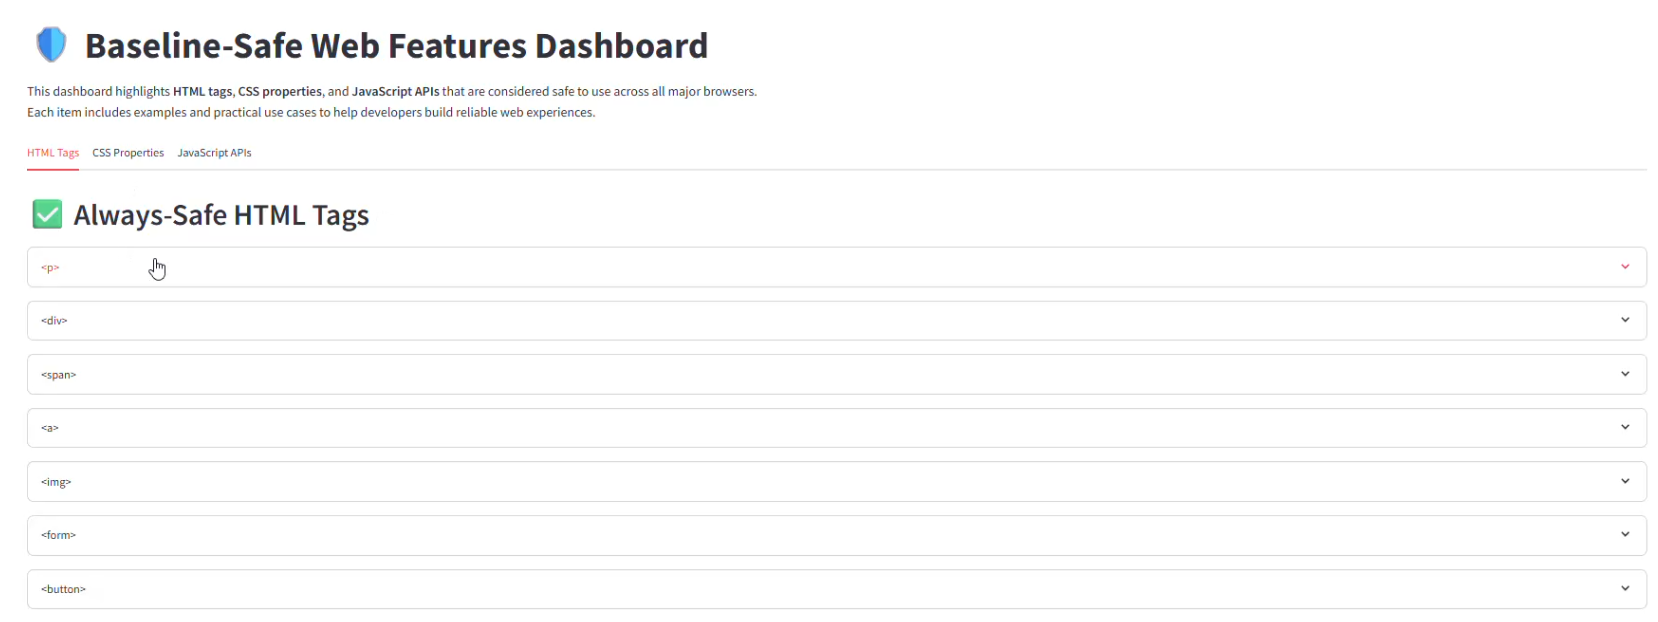 Baseline-Safe Web Features Dashboard
This dashboard highlights HTML tags, CSS properties, and JavaScript APIs that are considered safe to use across all major browsers.
Each item includes examples and practical use cases to help developers build reliable web experiences.
HTML Tags CSS Properties JavaScript APIs
Always-Safe HTML Tags
<p>
<div>
<span>
<a>
<img>
<form>
<button>